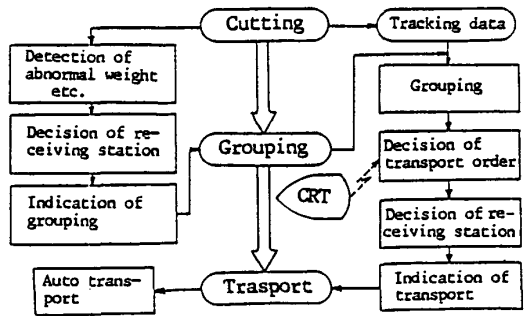 Cutting
Tracking data
Detection of
abnormal weight
etc.
Grouping
Decision of re-
ceiving station
Grouping
Decision of
transport order
Indication of
grouping
CRT
Decision of re-
ceiving station
Auto trans-
port
Trasport
Indication of
transport